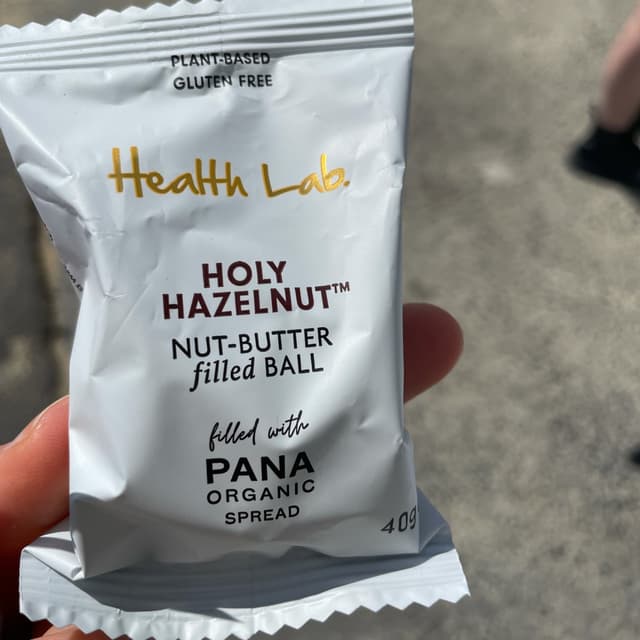 PLANT-BASED
GLUTEN FREE
Health Lab.
HOLY
HAZELNUT™
NUT-BUTTER
filled BALL
filled with
PANA
ORGANIC
SPREAD
40g